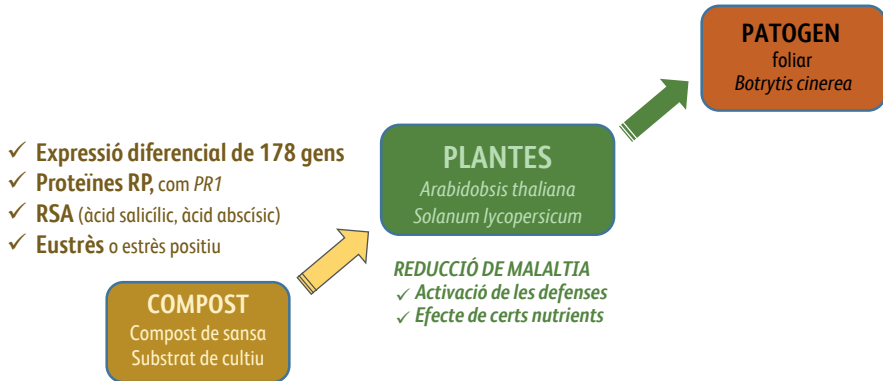 PATOGEN
foliar
Botrytis cinerea
✓ Expressió diferencial de 178 gens
✓ Proteïnes RP, com PR1
✓ RSA (àcid salicílic, àcid abscísic)
✓ Eustrès o estrès positiu
PLANTES
Arabidobsis thaliana
Solanum lycopersicum
REDUCCIÓ DE MALALTIA
✓ Activació de les defenses
✓ Efecte de certs nutrients
COMPOST
Compost de sansa
Substrat de cultiu